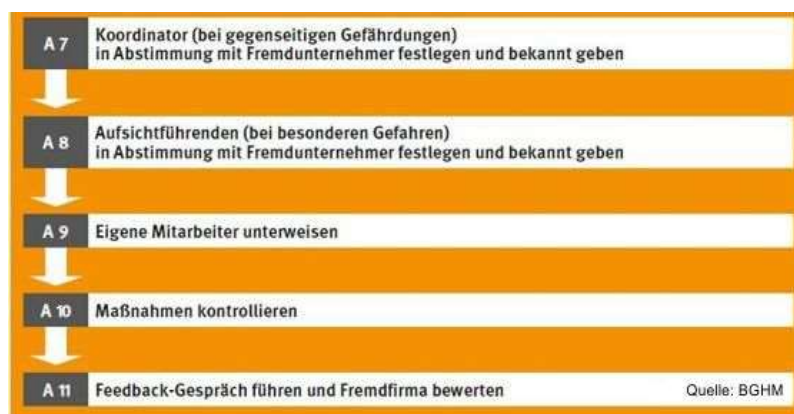 A 7
Koordinator (bei gegenseitigen Gefährdungen)
in Abstimmung mit Fremdunternehmer festlegen und bekannt geben
A 8
Aufsichtführenden (bei besonderen Gefahren)
in Abstimmung mit Fremdunternehmer festlegen und bekannt geben
A 9
Eigene Mitarbeiter unterweisen
A 10
Maßnahmen kontrollieren
A 11
Feedback-Gespräch führen und Fremdfirma bewerten
Quelle: BGHM